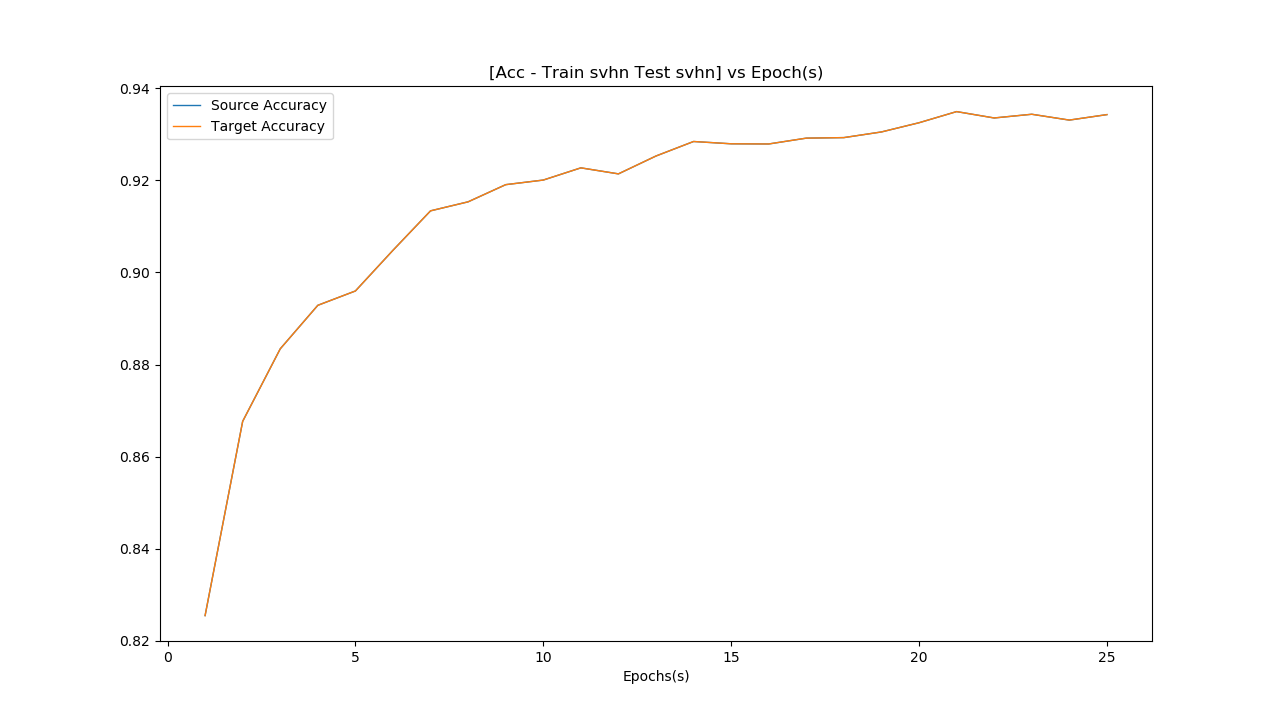 [Acc - Train svhn Test svhn] vs Epoch(s)
Source Accuracy
Target Accuracy
0.94
0.92
0.90
0.88
0.86
0.84
0.82
0 5 10 15 20 25
Epochs(s)